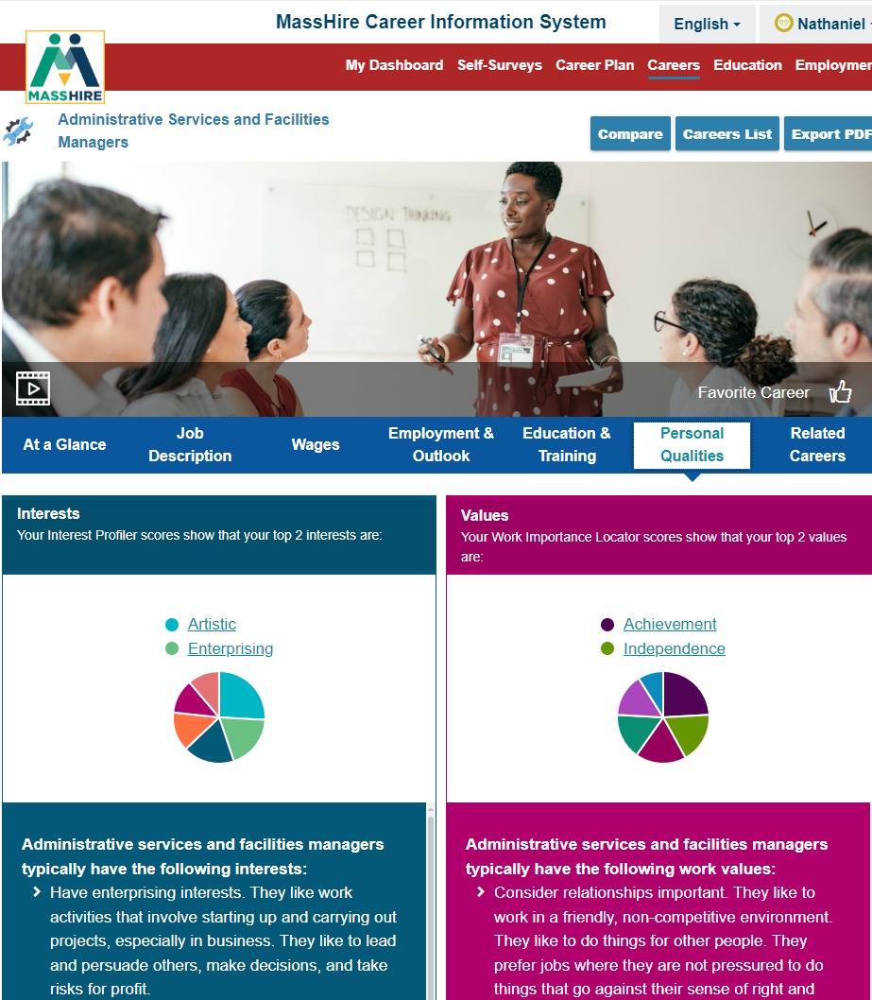 MassHire Career Information System
English
Nathaniel
MASSHIRE
My Dashboard Self-Surveys Career Plan Careers Education Employmen
Administrative Services and Facilities
Managers
Compare Careers List Export PDF
DESIGN THINKING
Favorite Career
At a Glance
Job
Description
Wages
Employment &
Outlook
Education &
Training
Personal
Qualities
Related
Careers
Interests
Your Interest Profiler scores show that your top 2 interests are:
Artistic
Enterprising
Administrative services and facilities managers
typically have the following interests:
Have enterprising interests. They like work
activities that involve starting up and carrying out
projects, especially in business. They like to lead
and persuade others, make decisions, and take
risks for profit.
Values
Your Work Importance Locator scores show that your top 2 values
are:
Achievement
Independence
Administrative services and facilities managers
typically have the following work values:
Consider relationships important. They like to
work in a friendly, non-competitive environment.
They like to do things for other people. They
prefer jobs where they are not pressured to do
things that go against their sense of right and